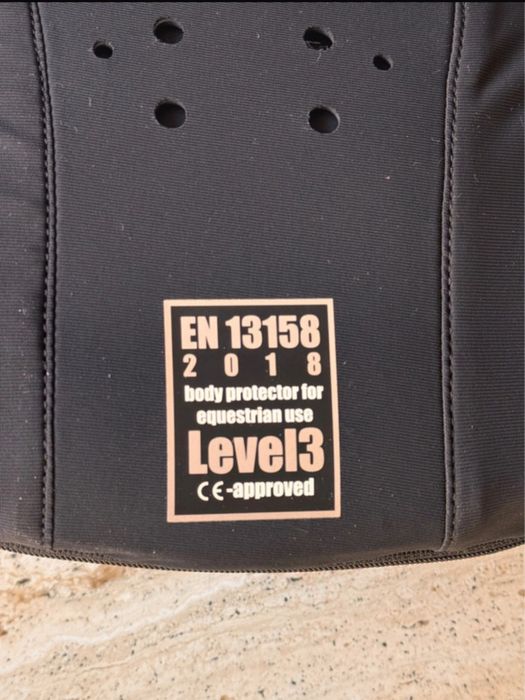 EN 13158
2 0 1 8
body protector for
equestrian use
Level3
CE-approved